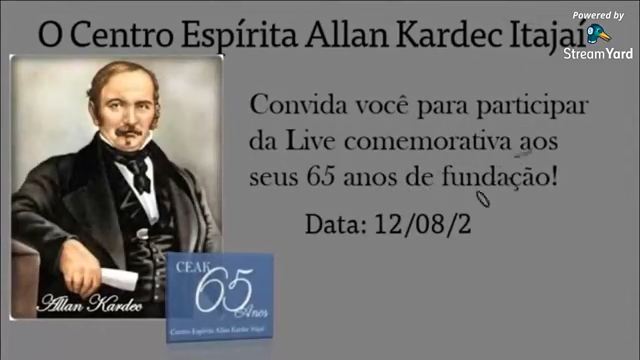 O Centro Espírita Allan Kardec Itajaí
Powered by
StreamYard
Convida você para participar
da Live comemorativa aos
seus 65 anos de fundação!
Data: 12/08/2
Allan Kardec
CEAK
65
Anos
Centro Espírita Allan Kardec Itajaí